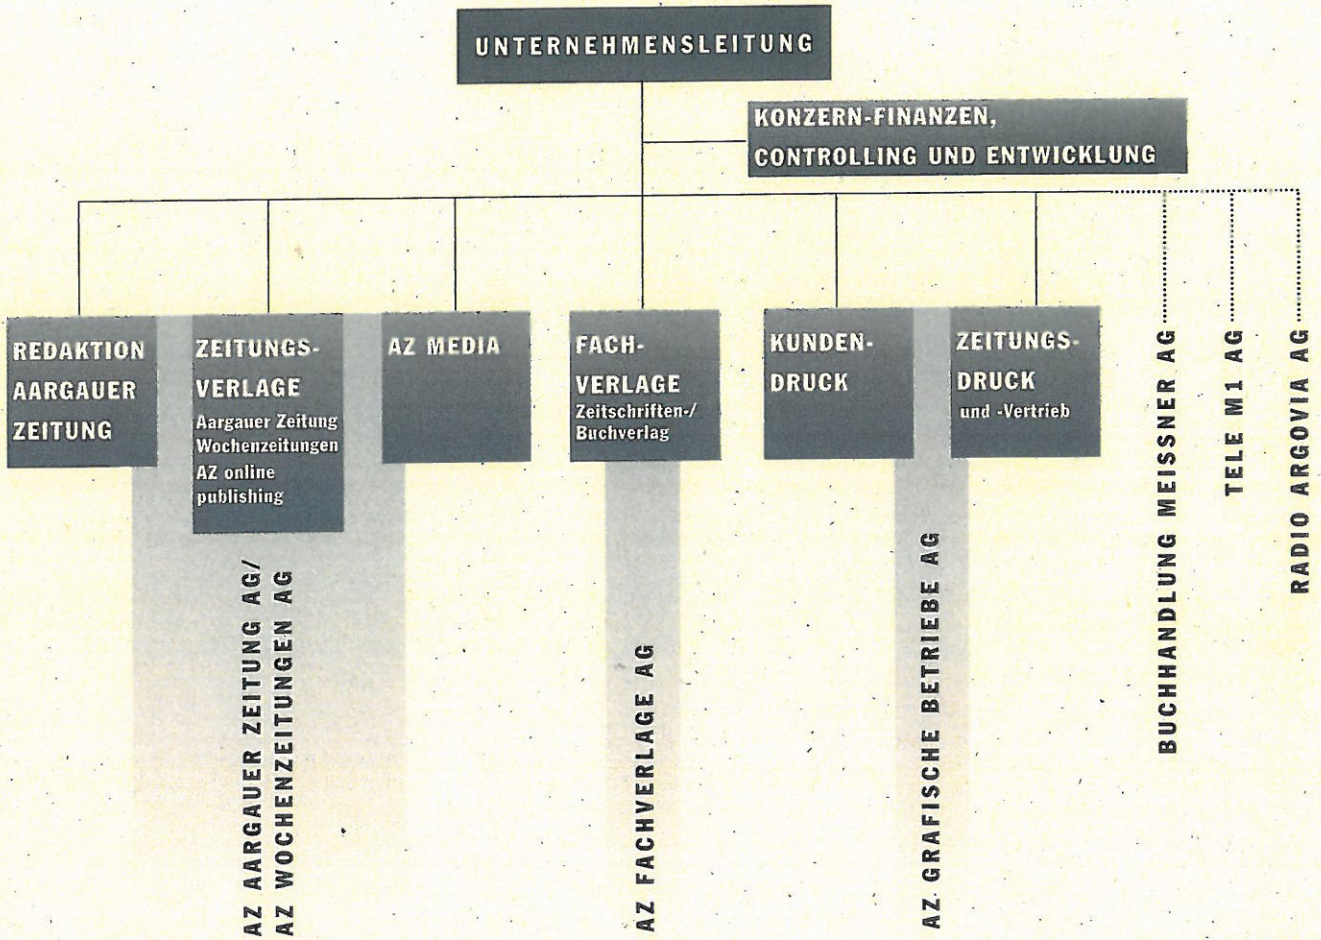 UNTERNEHMENSLEITUNG
KONZERN-FINANZEN,
CONTROLLING UND ENTWICKLUNG
REDAKTION
AARGAUER
ZEITUNG
ZEITUNGS-
VERLAGE
Aargauer Zeitung
Wochenzeitungen
AZ online
publishing
AZ MEDIA
FACH-
VERLAGE
Zeitschriften-/
Buchverlag
KUNDEN-
DRUCK
ZEITUNGS-
DRUCK
und -Vertrieb
BUCHHANDLUNG MEISSNER AG
TELE M1 AG
RADIO ARGOVIA AG
AZ AARGAUER ZEITUNG AG/
AZ WOCHENZEITUNGEN AG
AZ FACHVERLAGE AG
AZ GRAFISCHE BETRIEBE AG